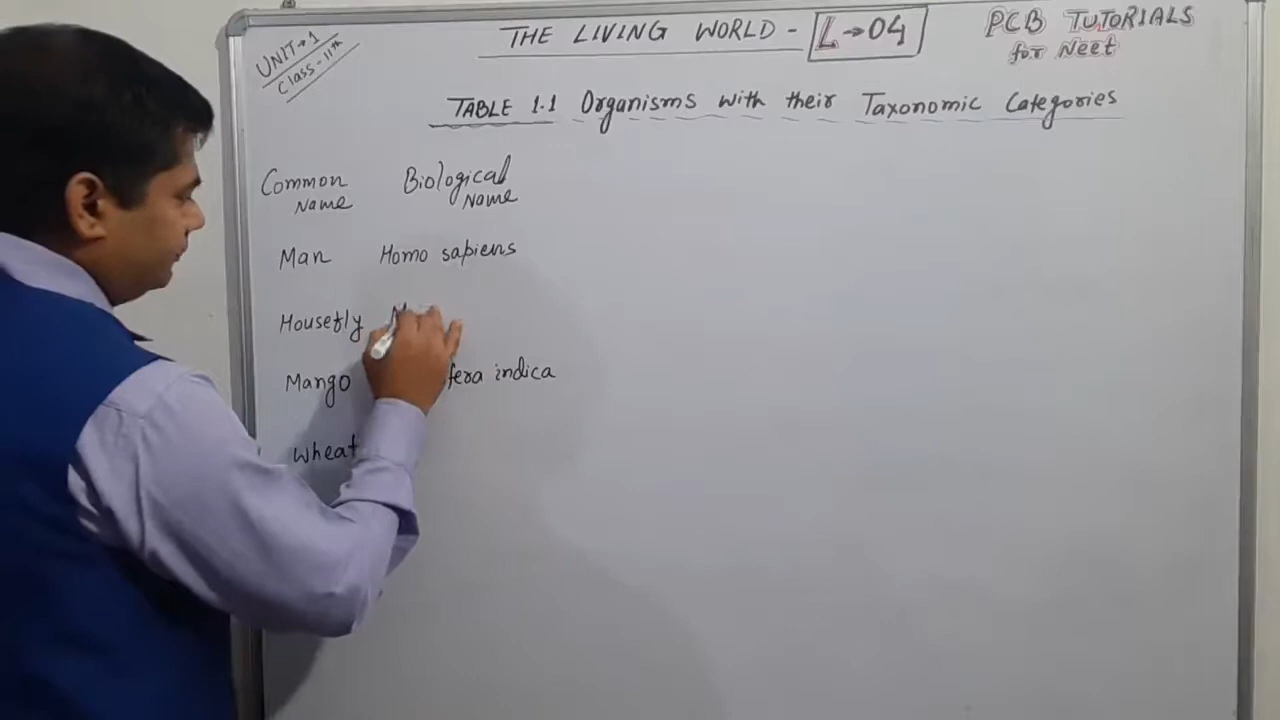 UNIT→1
Class-11th
THE LIVING WORLD - L→04
PCB TUTORIALS
for Neet
TABLE 1.1 Organisms with their Taxonomic Categories
Common Name
Biological Name
Man Homo sapiens
Housefly
Mango fera indica
Wheat